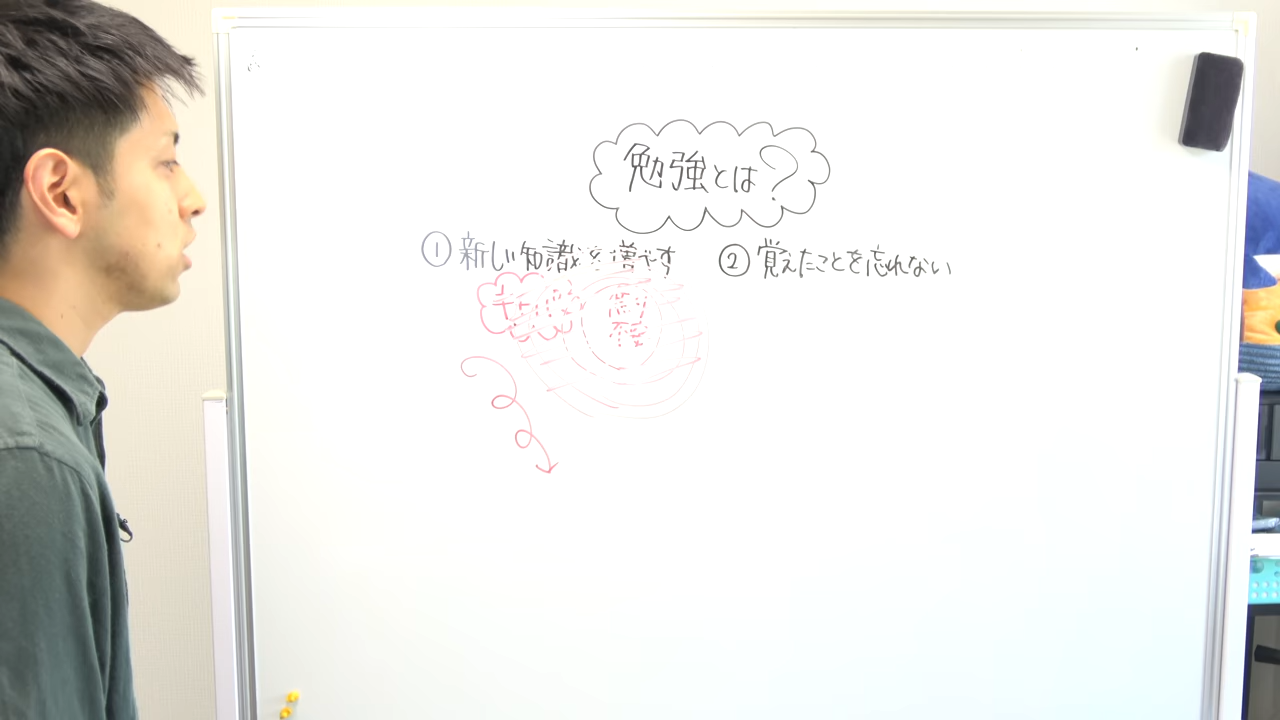 勉強とは?
① 新しい知識を増やす
② 覚えたことを忘れない